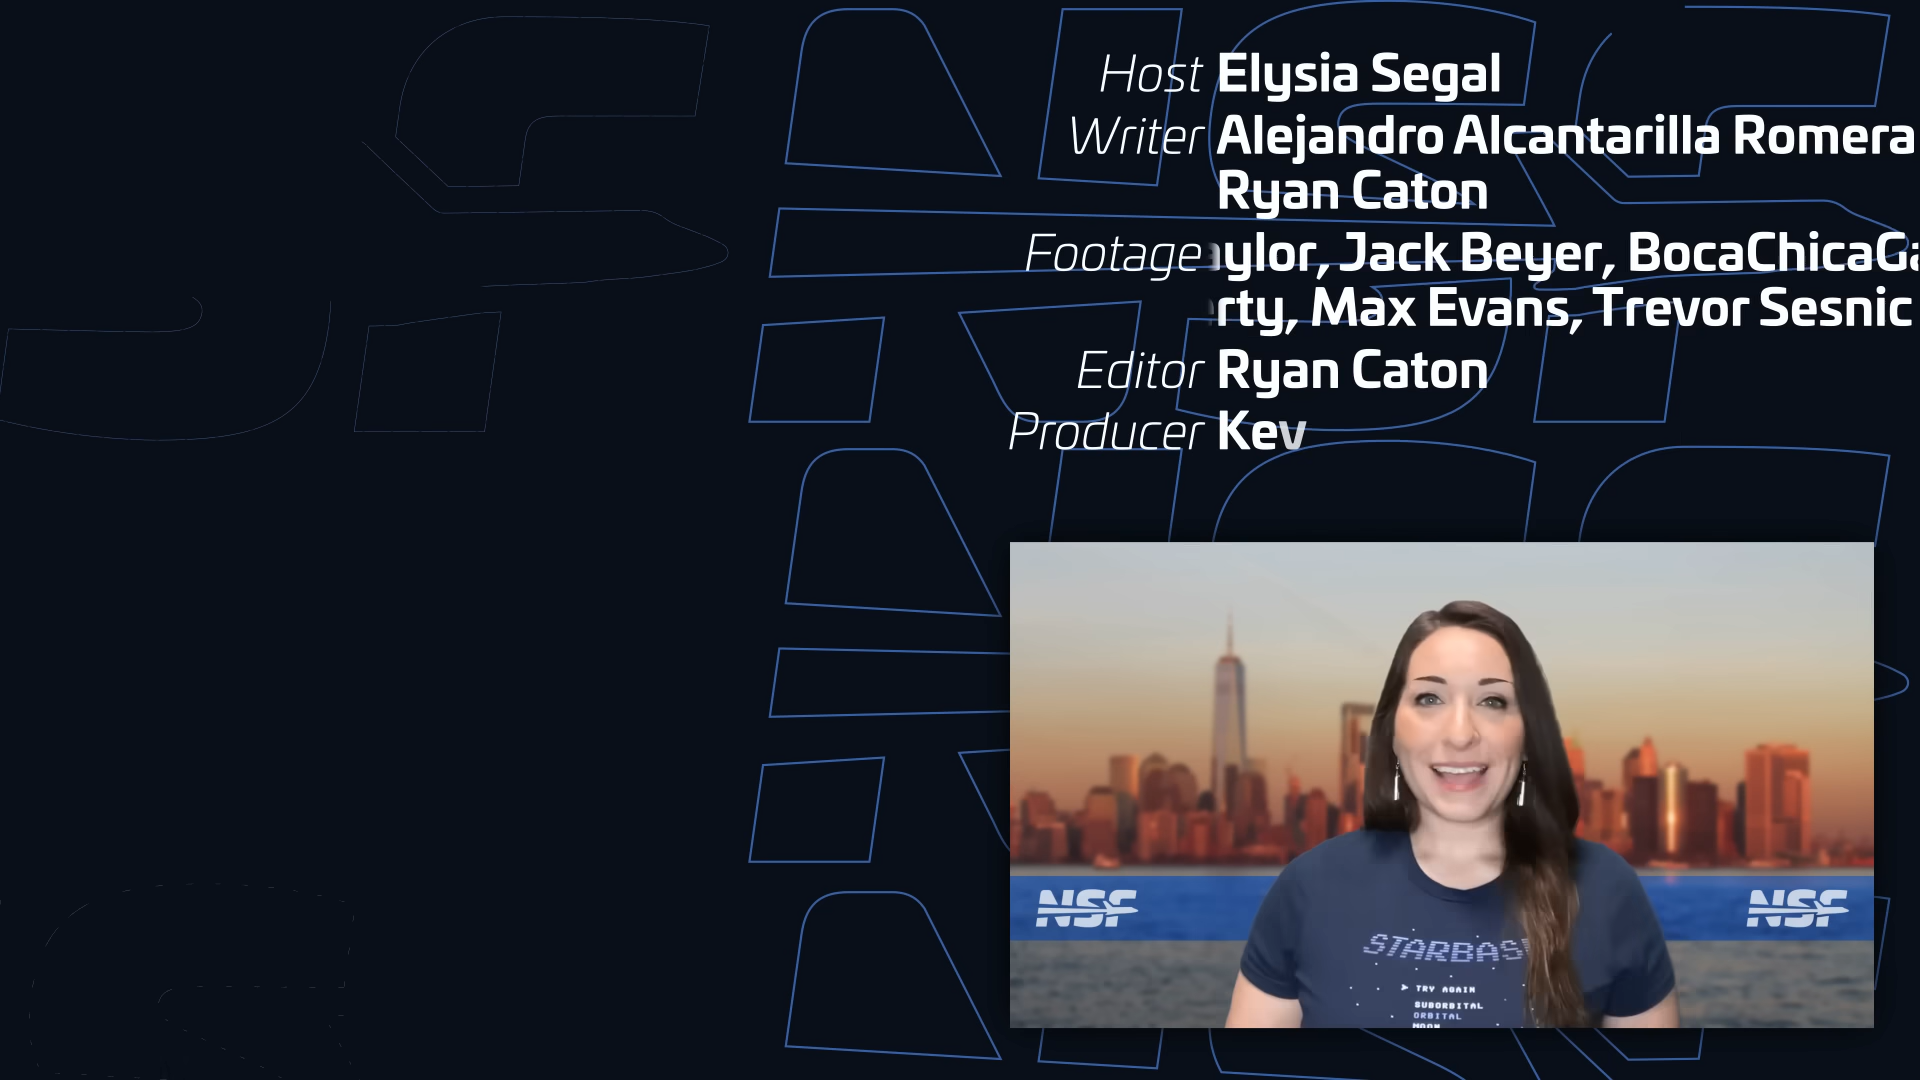 Host Elysia Segal
Writer Alejandro Alcantarilla Romera
Ryan Caton
Footage ylor, Jack Beyer, BocaChicaGa
rty, Max Evans, Trevor Sesnic
Editor Ryan Caton
Producer Kev
NSF NSF
STARBAS
➤ TRY AGAIN
SUBORBITAL
ORBITAL
MOON